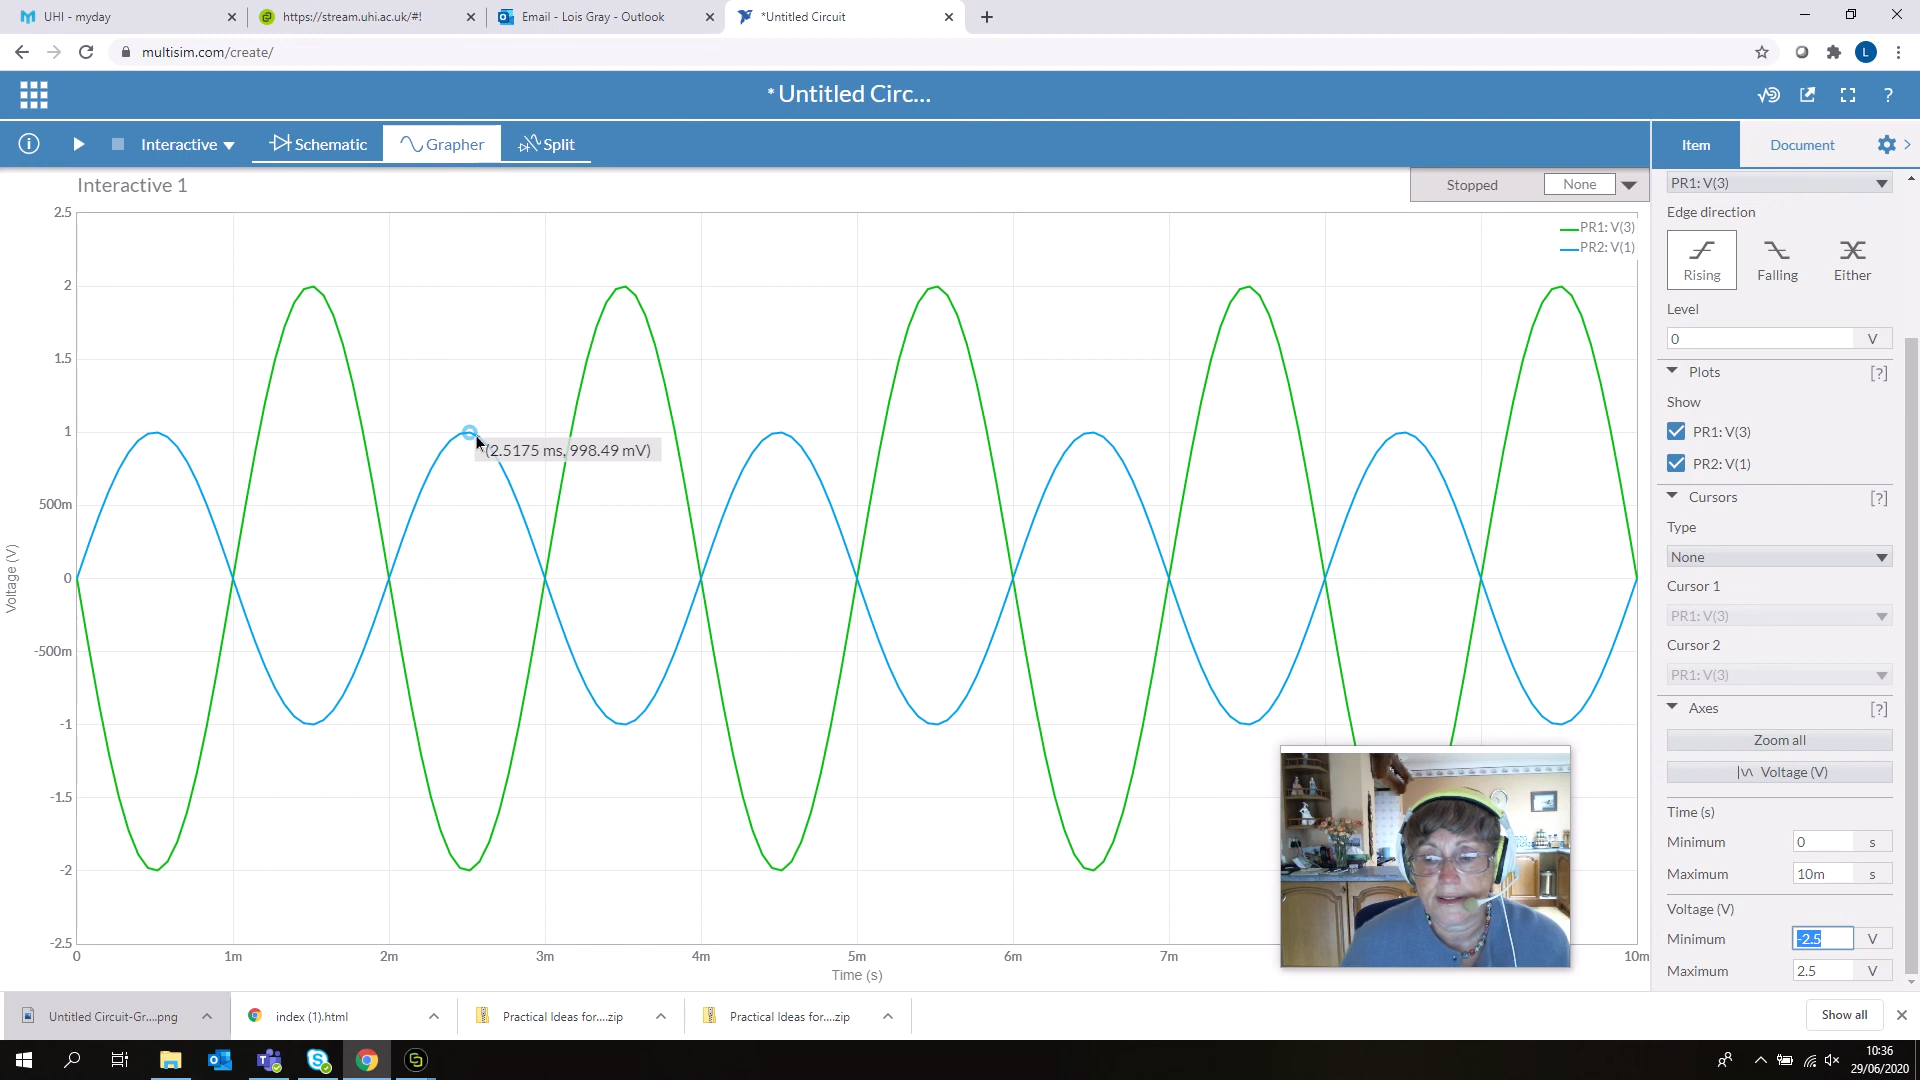 UHI - myday
https://stream.uhi.ac.uk/#!
Email - Lois Gray - Outlook
*Untitled Circuit
multisim.com/create/
L
*Untitled Circ...
?
Interactive
Schematic
Grapher
Split
Item
Document
Interactive 1
Stopped
None
PR1: V(3)
Edge direction
Rising
Falling
Either
Level
0
V
Plots
[?]
Show
PR1: V(3)
PR2: V(1)
Cursors
[?]
Type
None
Cursor 1
PR1: V(3)
Cursor 2
PR1: V(3)
Axes
[?]
Zoom all
Voltage (V)
Time (s)
Minimum
0
s
Maximum
10m
s
Voltage (V)
Minimum
-2.5
V
Maximum
2.5
V
PR1: V(3)
PR2: V(1)
2.5
2
1.5
1
500m
0
-500m
-1
-1.5
-2
-2.5
Voltage (V)
(2.5175 ms, 998.49 mV)
0
1m
2m
3m
4m
5m
6m
7m
10m
Time (s)
Untitled Circuit-Gr....png
index (1).html
Practical Ideas for....zip
Practical Ideas for....zip
Show all
10:36
29/06/2020